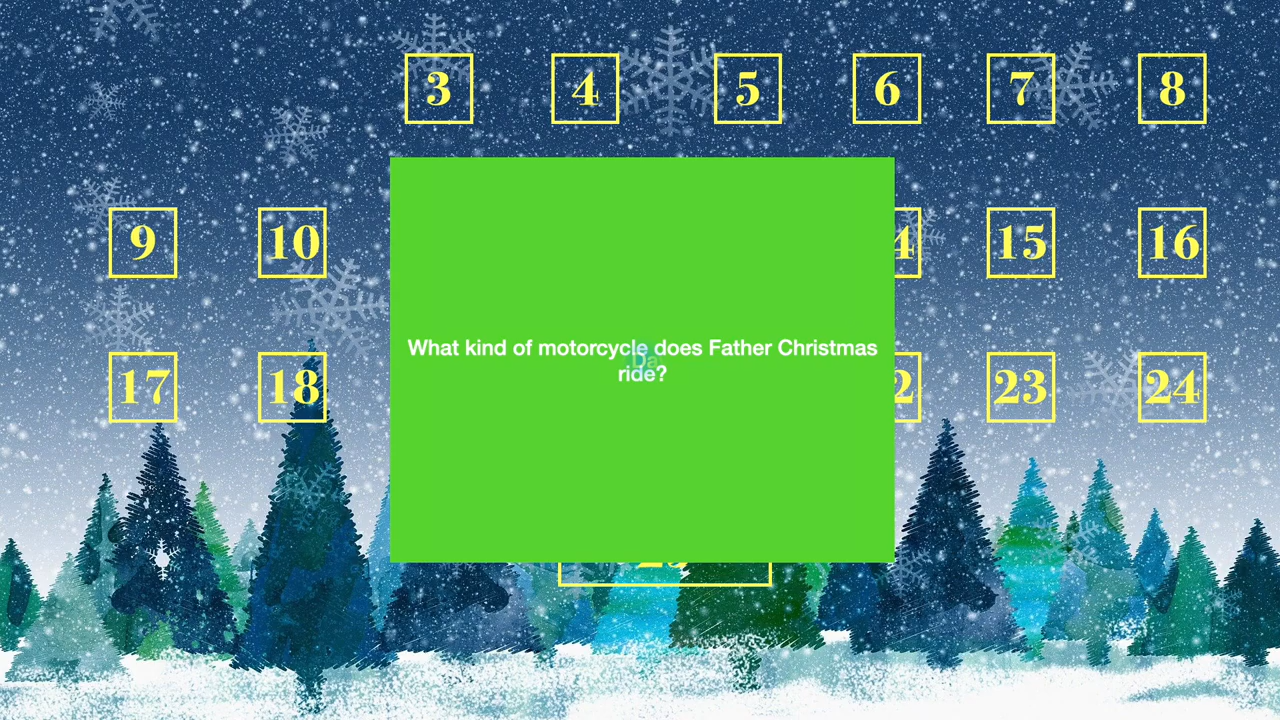 3 4 5 6 7 8
9 10 15 16
What kind of motorcycle does Father Christmas
ride?
17 18 23 24